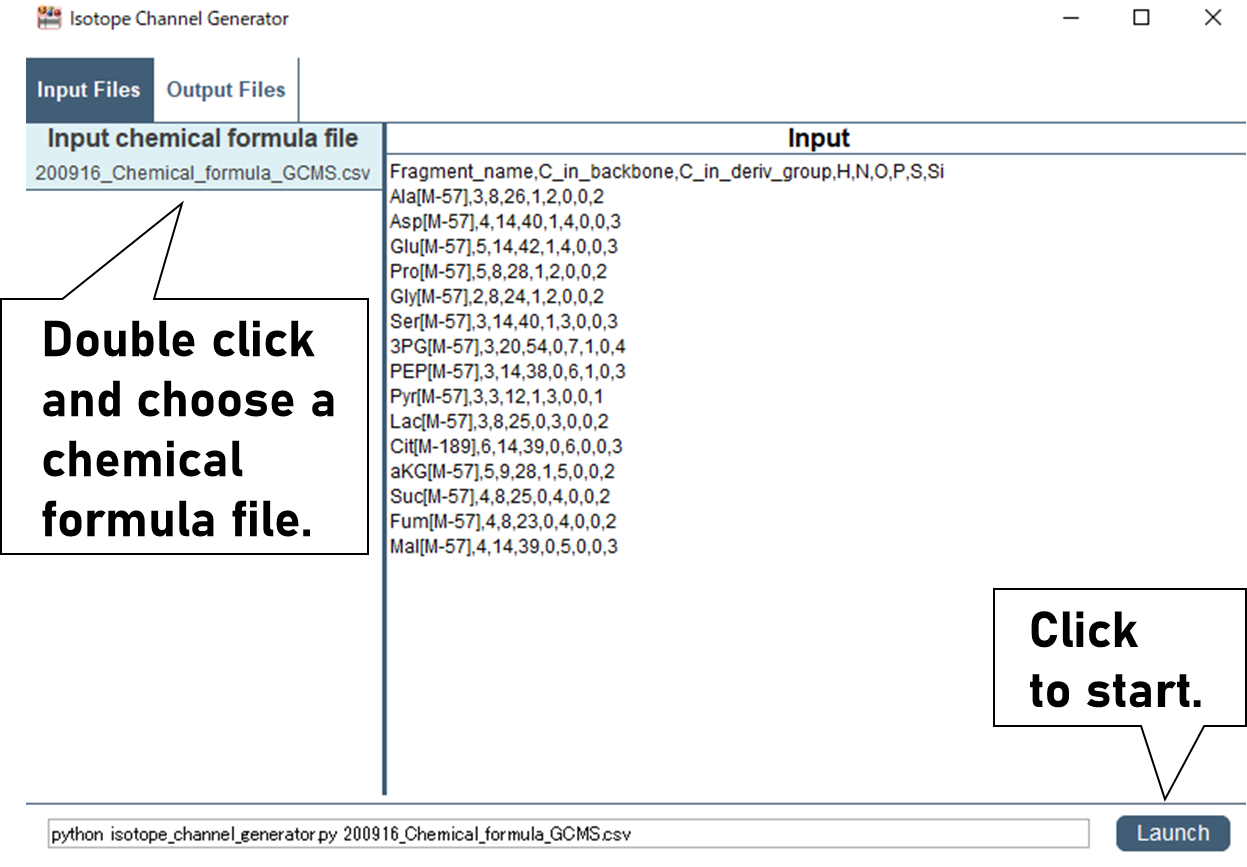 Isotope Channel Generator
Input Files
Output Files
Input chemical formula file
200916_Chemical_formula_GCMS.csv
Input
Fragment_name,C_in_backbone,C_in_deriv_group,H,N,O,P,S,Si
Ala[M-57],3,8,26,1,2,0,0,2
Asp[M-57],4,14,40,1,4,0,0,3
Glu[M-57],5,14,42,1,4,0,0,3
Pro[M-57],5,8,28,1,2,0,0,2
Gly[M-57],2,8,24,1,2,0,0,2
Ser[M-57],3,14,40,1,3,0,0,3
3PG[M-57],3,20,54,0,7,1,0,4
PEP[M-57],3,14,38,0,6,1,0,3
Pyr[M-57],3,3,12,1,3,0,0,1
Lac[M-57],3,8,25,0,3,0,0,2
Cit[M-189],6,14,39,0,6,0,0,3
aKG[M-57],5,9,28,1,5,0,0,2
Suc[M-57],4,8,25,0,4,0,0,2
Fum[M-57],4,8,23,0,4,0,0,2
Mal[M-57],4,14,39,0,5,0,0,3
Double click
and choose a
chemical
formula file.
Click
to start.
python isotope_channel_generator.py 200916_Chemical_formula_GCMS.csv
Launch